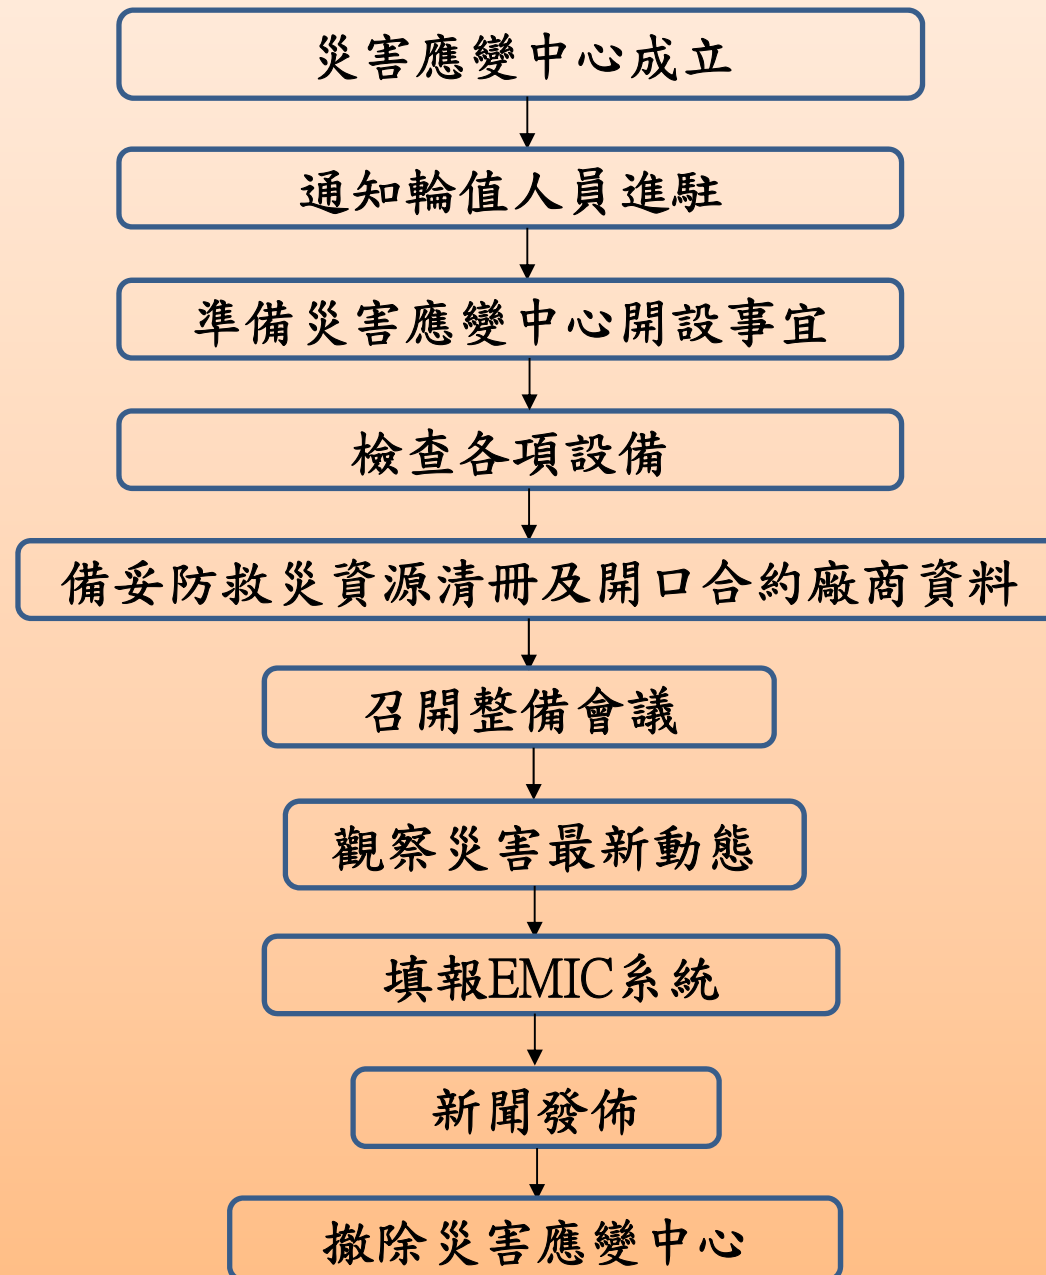 災害應變中心成立
通知輪值人員進駐
準備災害應變中心開設事宜
檢查各項設備
備妥防救災資源清冊及開口合約廠商資料
召開整備會議
觀察災害最新動態
填報EMIC系統
新聞發佈
撤除災害應變中心